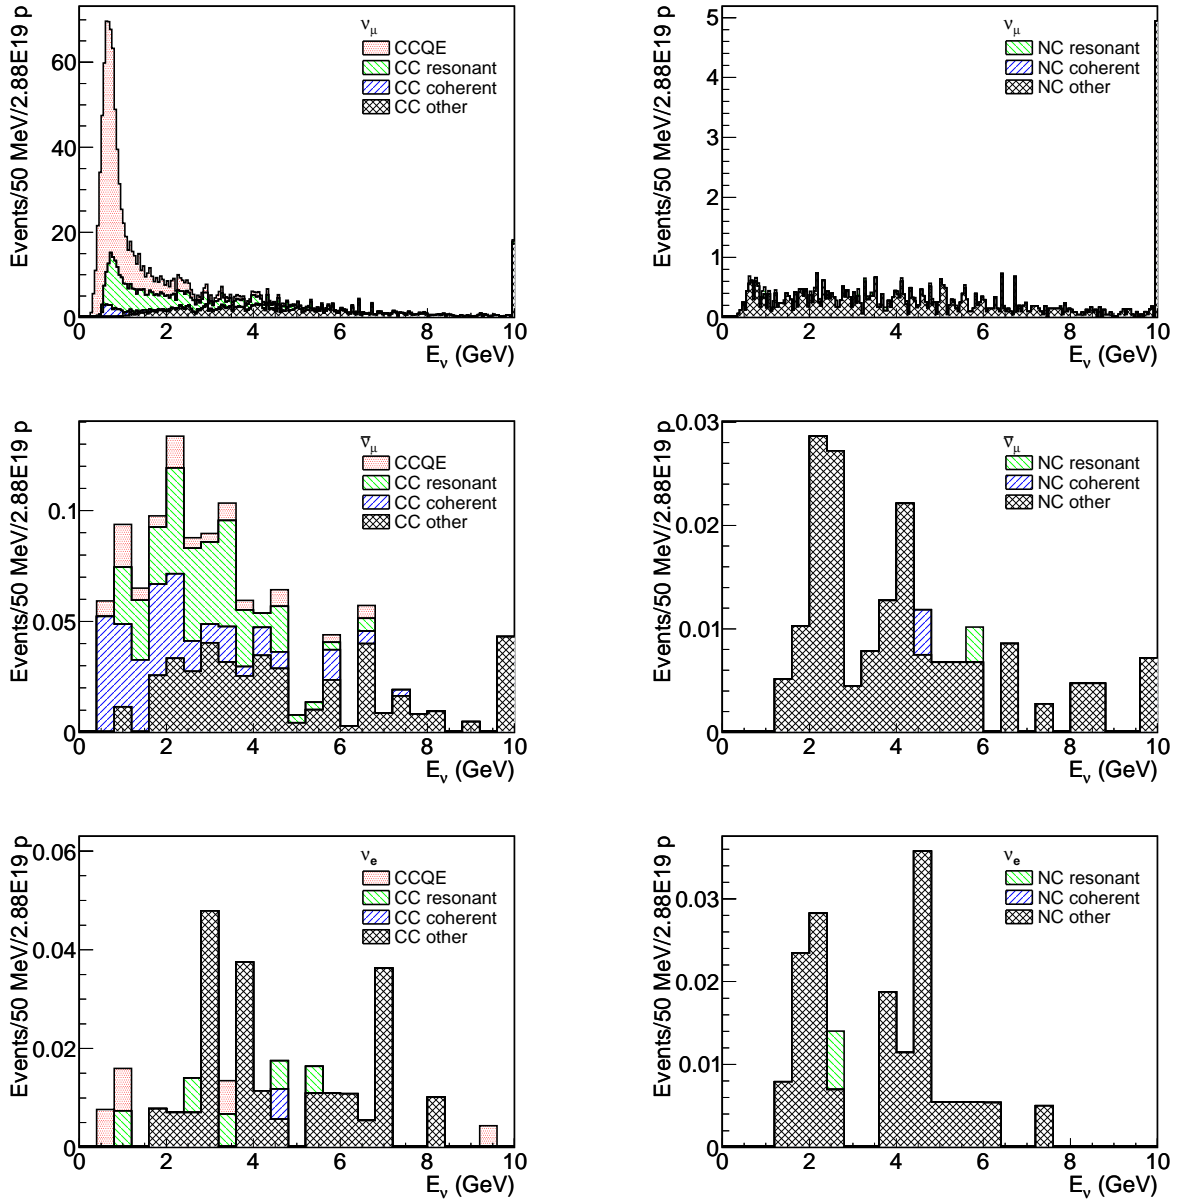 Events/50 MeV/2.88E19 p
60
40
20
0
ν_μ
CCQE
CC resonant
CC coherent
CC other
0 2 4 6 8 10
E_ν (GeV)
Events/50 MeV/2.88E19 p
5
4
3
2
1
0
ν_μ
NC resonant
NC coherent
NC other
0 2 4 6 8 10
E_ν (GeV)
Events/50 MeV/2.88E19 p
0.1
0.05
0
ν̅_μ
CCQE
CC resonant
CC coherent
CC other
0 2 4 6 8 10
E_ν (GeV)
Events/50 MeV/2.88E19 p
0.03
0.02
0.01
0
ν̅_μ
NC resonant
NC coherent
NC other
0 2 4 6 8 10
E_ν (GeV)
Events/50 MeV/2.88E19 p
0.06
0.04
0.02
0
ν_e
CCQE
CC resonant
CC coherent
CC other
0 2 4 6 8 10
E_ν (GeV)
Events/50 MeV/2.88E19 p
0.03
0.02
0.01
0
ν_e
NC resonant
NC coherent
NC other
0 2 4 6 8 10
E_ν (GeV)